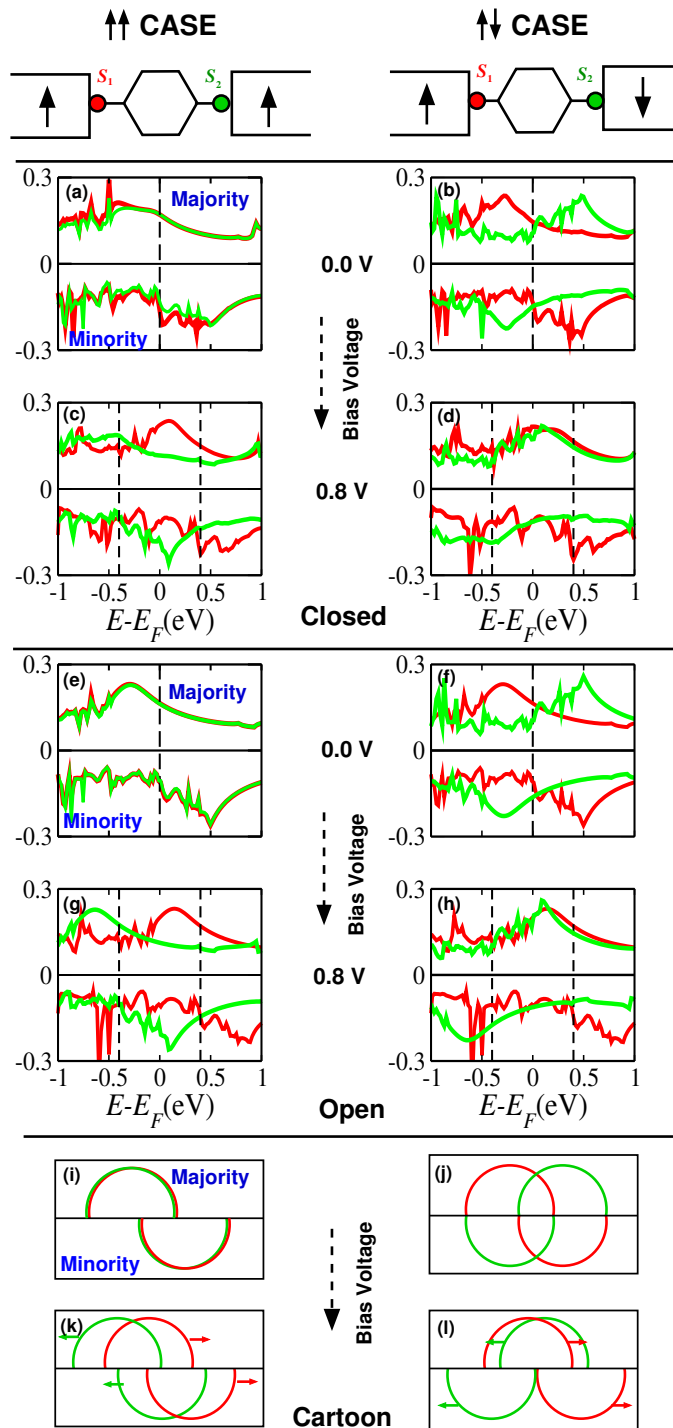 ↑↑ CASE ↑↓ CASE
S₁ S₂ S₁ S₂
(a) Majority (b)
0.3 0.3
0 0.0 V 0
Minority
-0.3 -0.3
Bias Voltage
(c) (d)
0.3 0.3
0 0.8 V 0
-0.3 -0.3
-1 -0.5 0 0.5 1 -1 -0.5 0 0.5 1
E-E_F(eV) Closed E-E_F(eV)
(e) Majority (f)
0.3 0.3
0 0.0 V 0
Minority
-0.3 -0.3
Bias Voltage
(g) (h)
0.3 0.3
0 0.8 V 0
-0.3 -0.3
-1 -0.5 0 0.5 1 -1 -0.5 0 0.5 1
E-E_F(eV) Open E-E_F(eV)
(i) Majority (j)
Minority
Bias Voltage
(k) (l)
Cartoon